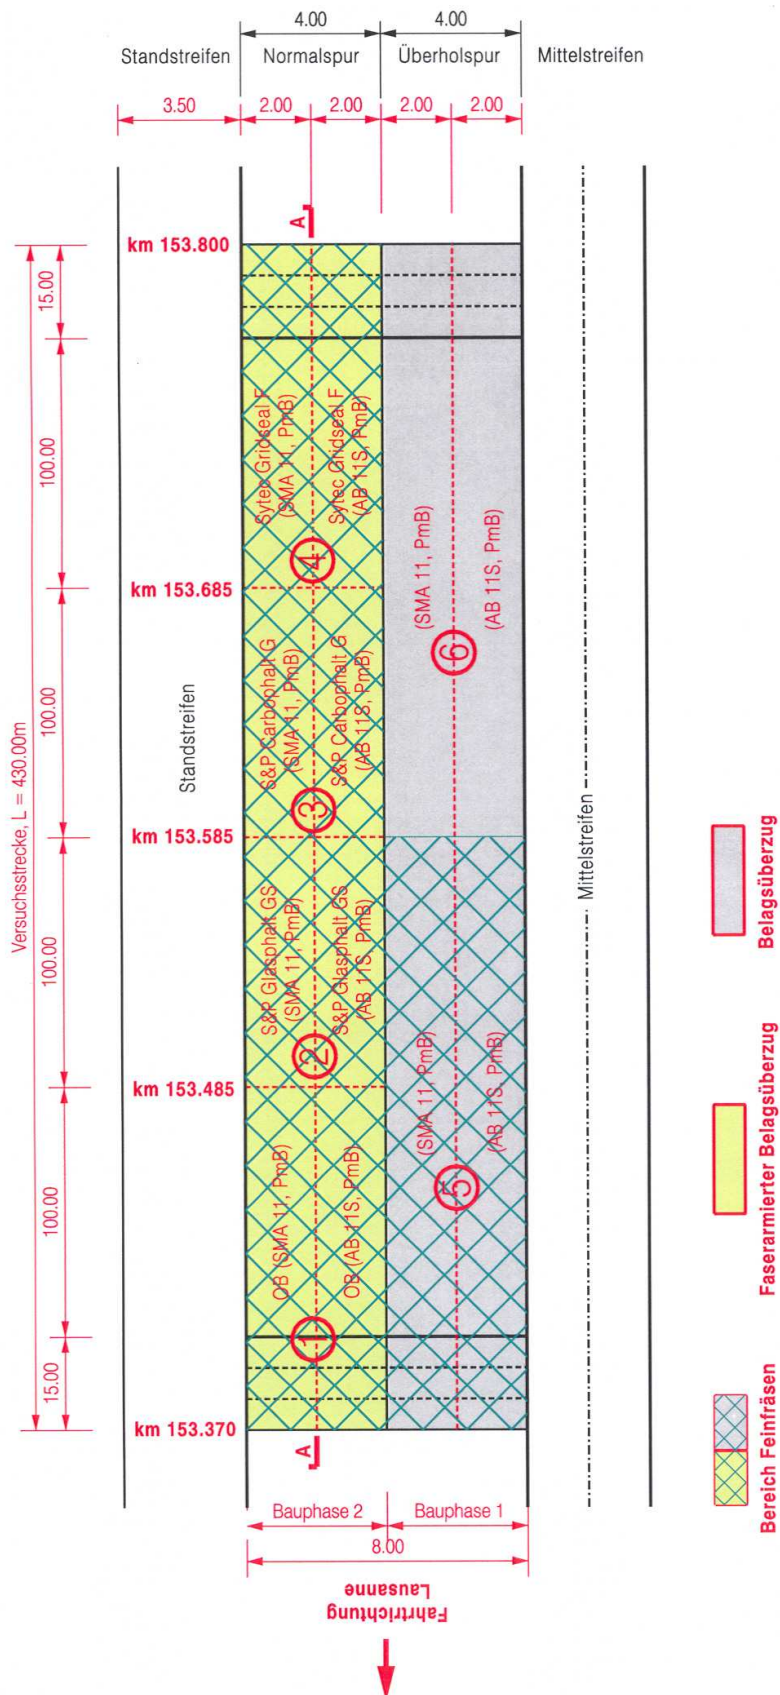 4.00
4.00
Standstreifen
Normalspur
Überholspur
Mittelstreifen
3.50
2.00
2.00
2.00
2.00
A
km 153.800
15.00
Versuchsstrecke, L = 430.00m
100.00
Sytec Gridseal F
(SMA 11, PmB)
Sytec Gridseal F
(AB 11S, PmB)
4
km 153.685
(SMA 11, PmB)
(AB 11S, PmB)
6
100.00
Standstreifen
S&P Carbophalt G
(SMA 11, PmB)
S&P Carbophalt G
(AB 11S, PmB)
3
km 153.585
Mittelstreifen
100.00
S&P Glasphalt GS
(SMA 11, PmB)
S&P Glasphalt GS
(AB 11S, PmB)
2
km 153.485
(SMA 11, PmB)
(AB 11S, PmB)
5
100.00
OB (SMA 11, PmB)
OB (AB 11S, PmB)
1
15.00
km 153.370
A
Bauphase 2
Bauphase 1
8.00
Fahrtrichtung
Lausanne
Bereich Feinfräsen
Faserarmierter Belagsüberzug
Belagsüberzug